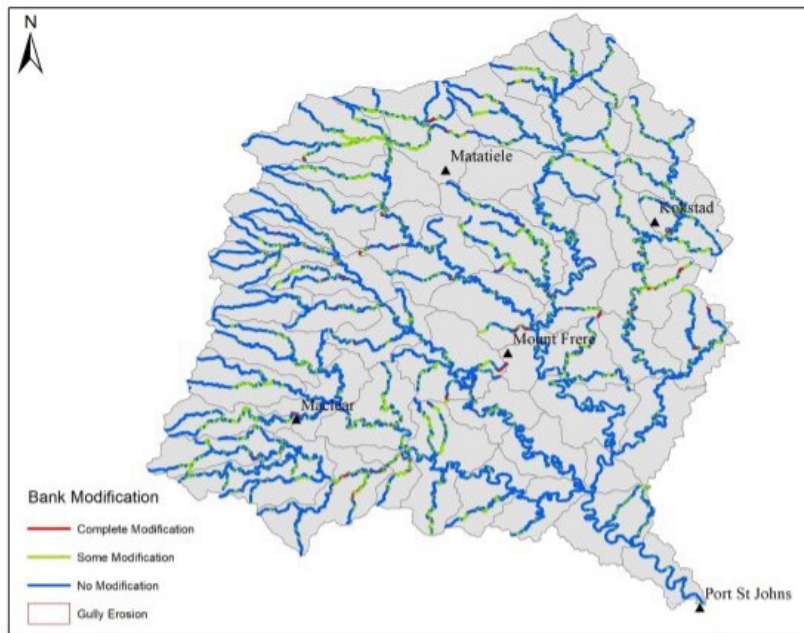 N
Matatiele
Kokstad
Mount Frere
Maclear
Bank Modification
Complete Modification
Some Modification
No Modification
Gully Erosion
Port St Johns